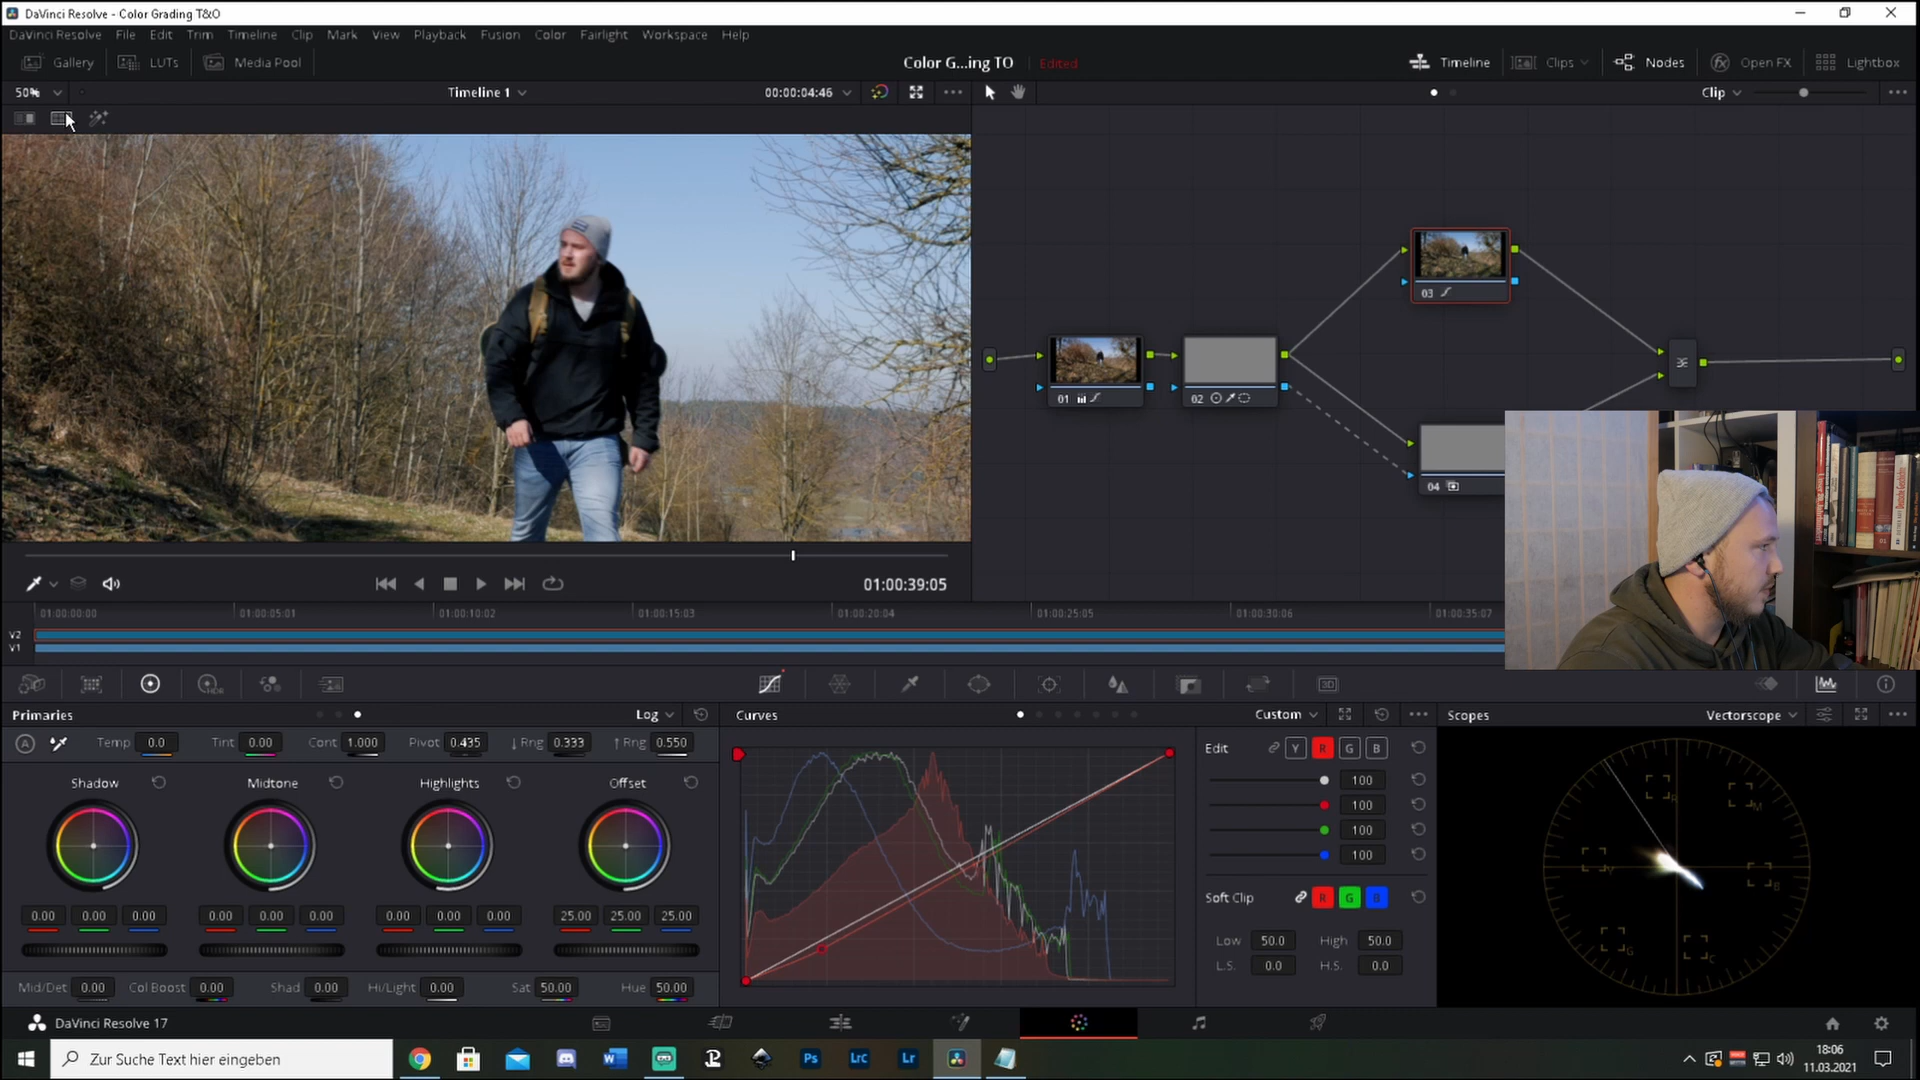 DaVinci Resolve - Color Grading T&O
DaVinci Resolve File Edit Trim Timeline Clip Mark View Playback Fusion Color Fairlight Workspace Help
Gallery LUTs Media Pool Color G...ing TO Edited Timeline Clips Nodes Open FX Lightbox
50% Timeline 1 00:00:04:46 Clip
03
01 02
04
01:00:39:05
01:00:00:00 01:00:05:01 01:00:10:02 01:00:15:03 01:00:20:04 01:00:25:05 01:00:30:06 01:00:35:07
V2
V1
Primaries Log Curves Custom Scopes Vectorscope
A Temp 0.0 Tint 0.00 Cont 1.000 Pivot 0.435 ↓ Rng 0.333 ↑ Rng 0.550 Edit Y R G B
Shadow Midtone Highlights Offset 100
100
100
100
0.00 0.00 0.00 0.00 0.00 0.00 0.00 0.00 0.00 25.00 25.00 25.00 Soft Clip R G B
Low 50.0 High 50.0
L.S. 0.0 H.S. 0.0
Mid/Det 0.00 Col Boost 0.00 Shad 0.00 Hi/Light 0.00 Sat 50.00 Hue 50.00
R M
Y B
G C
DaVinci Resolve 17
Zur Suche Text hier eingeben Ps LrC Lr 18:06
11.03.2021